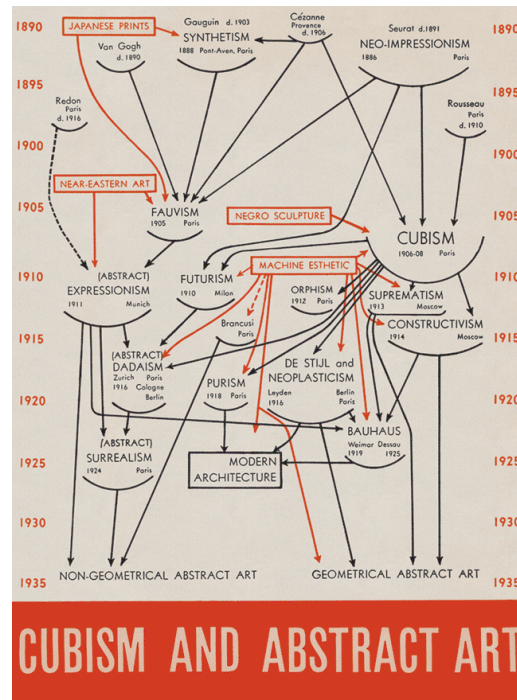 1890
JAPANESE PRINTS
Gauguin d. 1903
SYNTHETISM
1888 Pont-Aven, Paris
Cézanne
Provence
d. 1906
Seurat d.1891
NEO-IMPRESSIONISM
1886 Paris
1890
Van Gogh
d. 1890
1895
1895
Redon
Paris
d. 1916
Rousseau
Paris
d. 1910
1900
1900
NEAR-EASTERN ART
1905
FAUVISM
1905 Paris
NEGRO SCULPTURE
1905
CUBISM
1906-08 Paris
1910
(ABSTRACT)
EXPRESSIONISM
1911 Munich
FUTURISM
1910 Milan
MACHINE ESTHETIC
1910
ORPHISM
1912 Paris
SUPREMATISM
1913 Moscow
Brancusi
Paris
CONSTRUCTIVISM
1914 Moscow
1915
1915
(ABSTRACT)
DADAISM
Zurich Paris
1916 Cologne
Berlin
PURISM
1918 Paris
DE STIJL and
NEOPLASTICISM
Leyden Berlin
1916 Paris
1920
1920
(ABSTRACT)
SURREALISM
1924 Paris
BAUHAUS
Weimar Dessau
1919 1925
1925
MODERN
ARCHITECTURE
1925
1930
1930
1935
NON-GEOMETRICAL ABSTRACT ART
GEOMETRICAL ABSTRACT ART
1935
CUBISM AND ABSTRACT ART